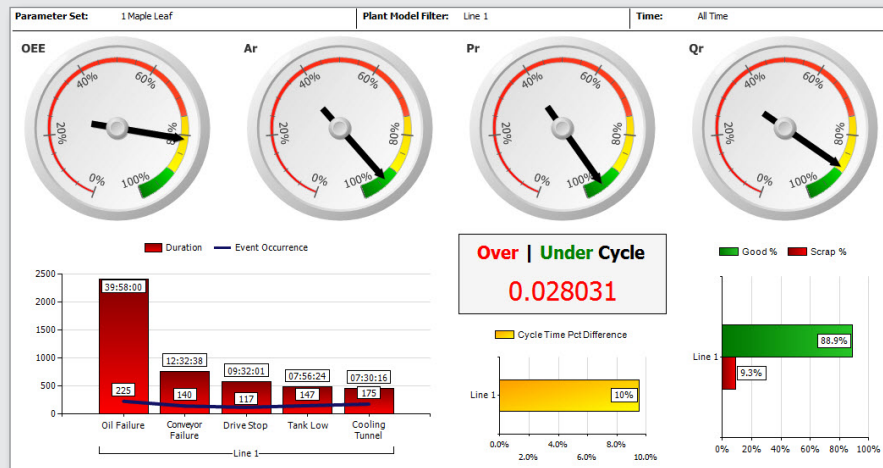 Parameter Set: 1 Maple Leaf Plant Model Filter: Line 1 Time: All Time
OEE
0%
20%
40%
60%
80%
100%
Ar
0%
20%
40%
60%
80%
100%
Pr
0%
20%
40%
60%
80%
100%
Qr
0%
20%
40%
60%
80%
100%
Duration Event Occurrence
2500
2000
1500
1000
500
0
39:58:00
12:32:38
09:32:01
07:56:24
07:30:16
225
140
117
147
175
Oil Failure
Conveyor
Failure
Drive Stop
Tank Low
Cooling
Tunnel
Line 1
Over | Under Cycle
0.028031
Cycle Time Pct Difference
Line 1
10%
0.0% 4.0% 8.0%
2.0% 6.0% 10.0%
Good % Scrap %
88.9%
Line 1
9.3%
0% 20% 40% 60% 80% 100%